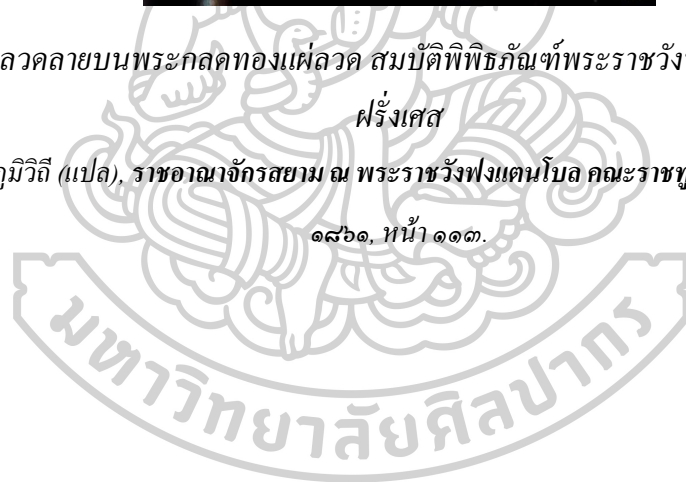 ลวดลายบนพระกลดทองแผ่ลวด สมบัติพิพิธภัณฑ์พระราชวัง
ฝรั่งเศส
ภูมิวิถี (แปล), ราชอาณาจักรสยาม ณ พระราชวังฟงแตนโบล คณะราชทู
๑๘๖๑, หน้า ๑๑๓.
มหาวิทยาลัยศิลปากร